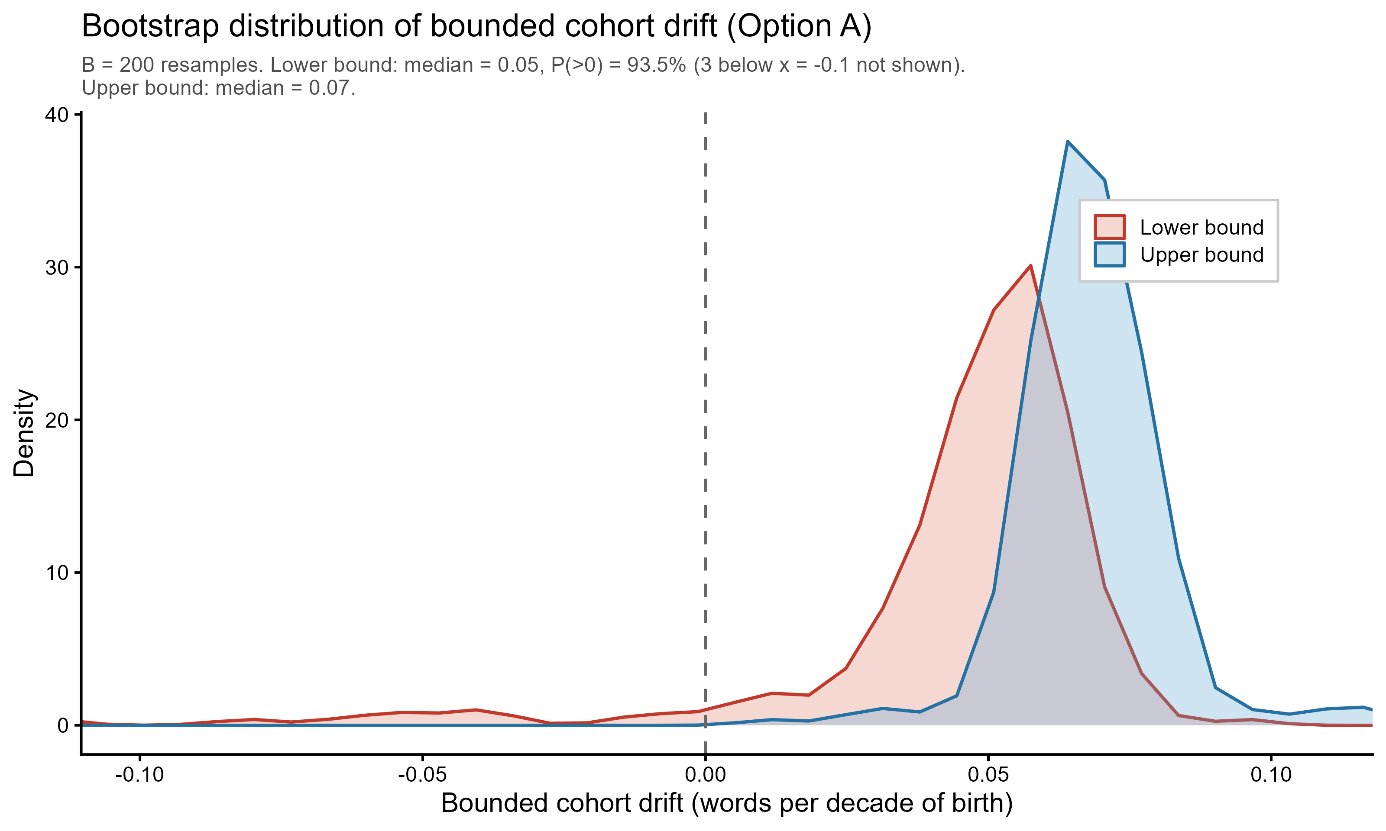 Bootstrap distribution of bounded cohort drift (Option A)
B = 200 resamples. Lower bound: median = 0.05, P(>0) = 93.5% (3 below x = -0.1 not shown).
Upper bound: median = 0.07.
40
30
20
10
0
Density
Lower bound
Upper bound
-0.10
-0.05
0.00
0.05
0.10
Bounded cohort drift (words per decade of birth)